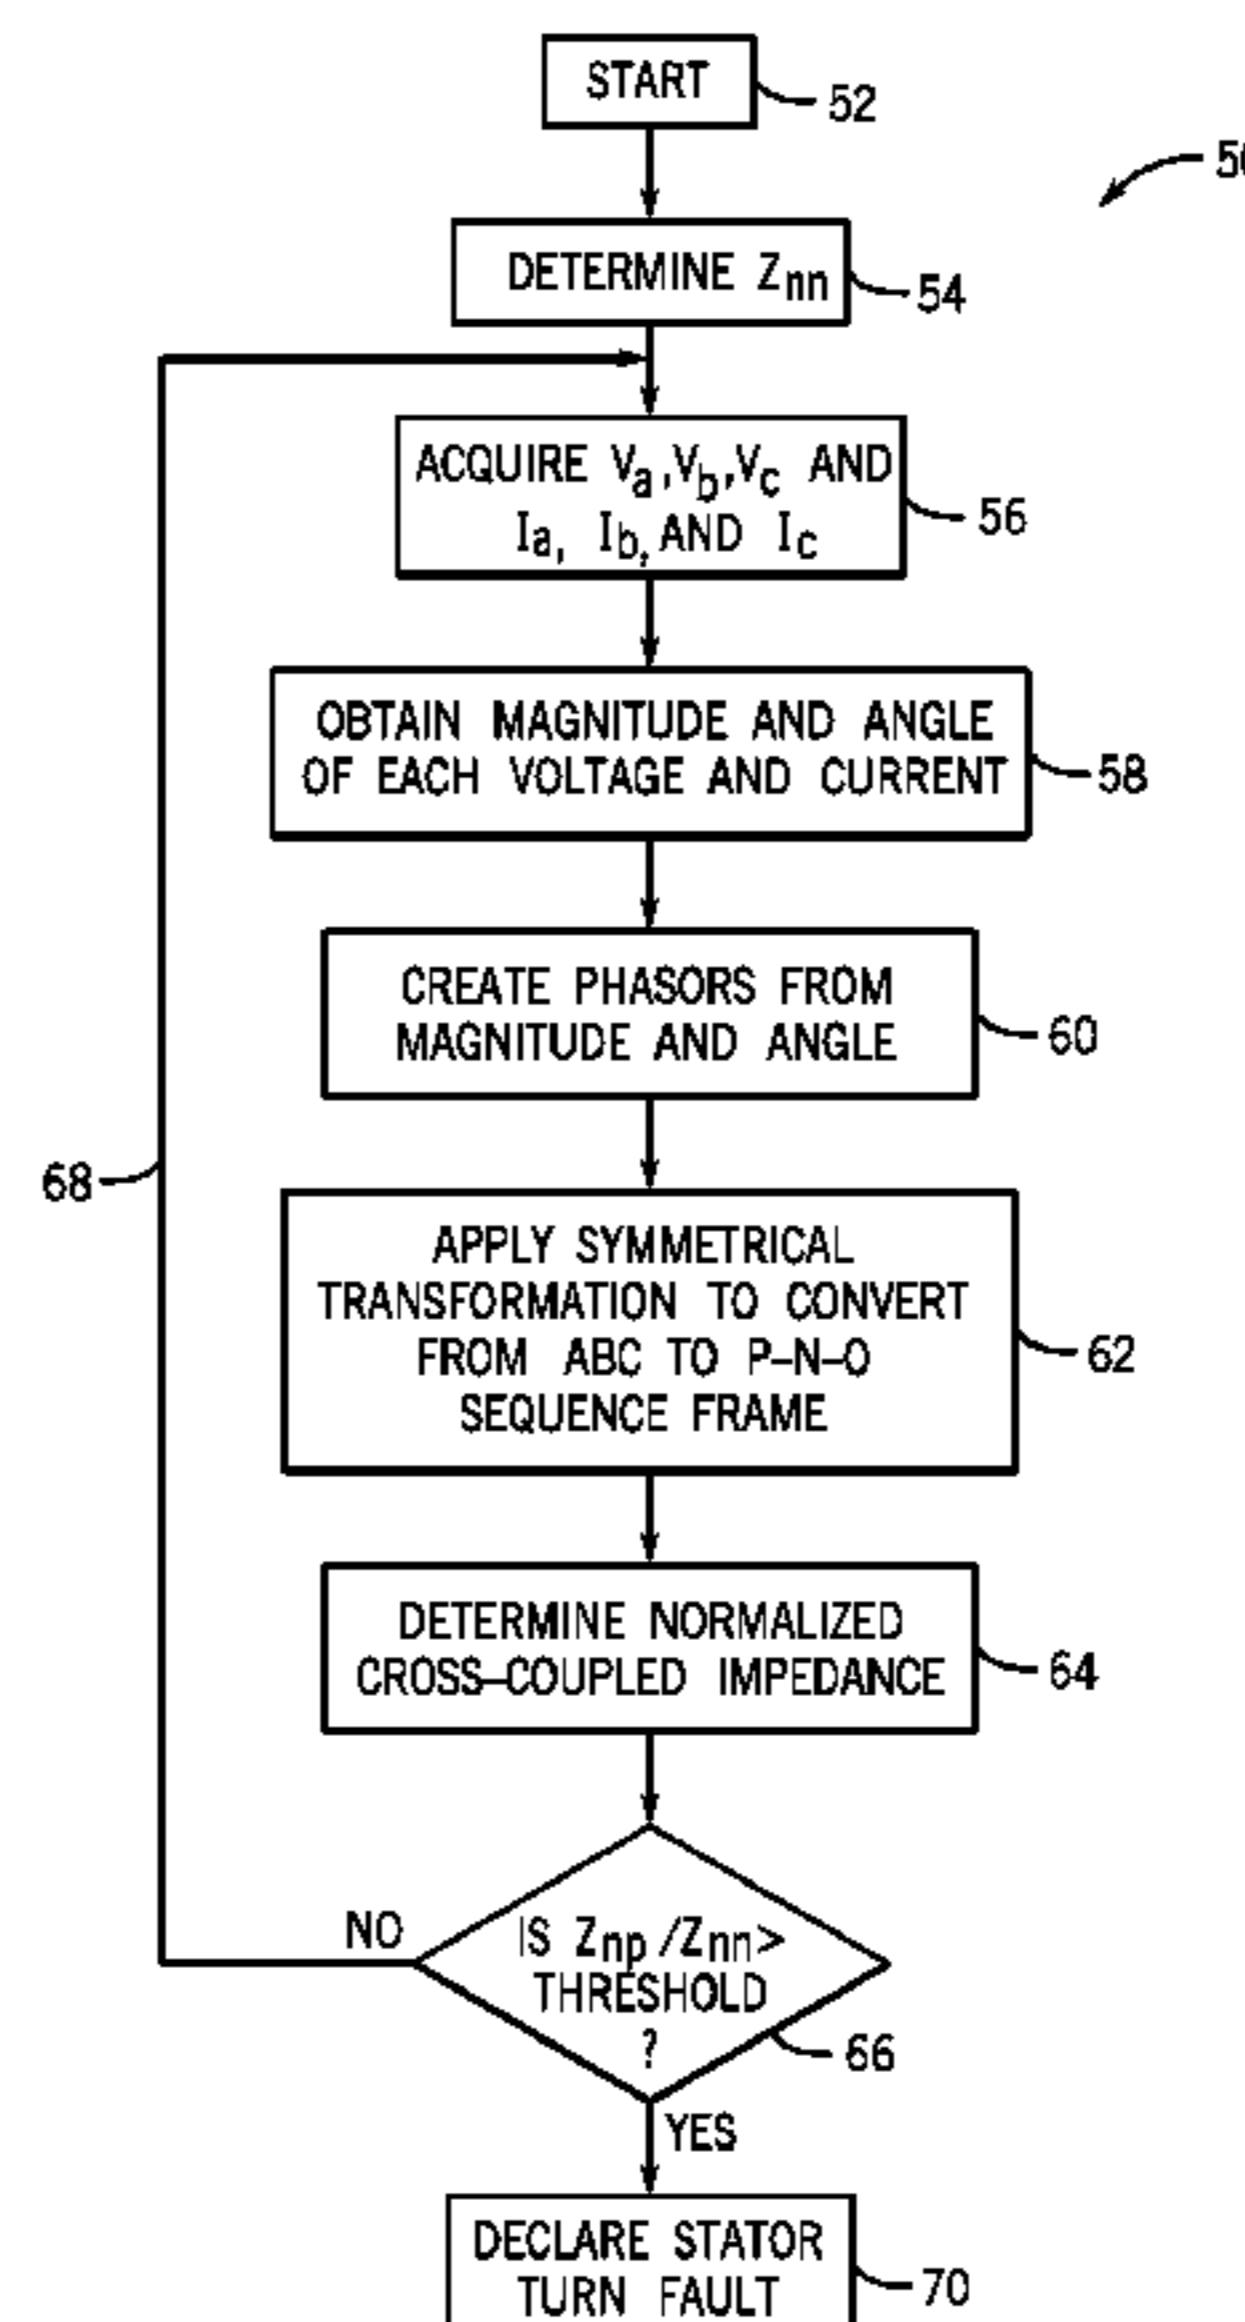 START
52
50
DETERMINE Znn
54
ACQUIRE Va,Vb,Vc AND
Ia, Ib, AND Ic
56
OBTAIN MAGNITUDE AND ANGLE
OF EACH VOLTAGE AND CURRENT
58
CREATE PHASORS FROM
MAGNITUDE AND ANGLE
60
68
APPLY SYMMETRICAL
TRANSFORMATION TO CONVERT
FROM ABC TO P–N–O
SEQUENCE FRAME
62
DETERMINE NORMALIZED
CROSS–COUPLED IMPEDANCE
64
NO
IS Znp/Znn>
THRESHOLD
?
66
YES
DECLARE STATOR
TURN FAULT
70